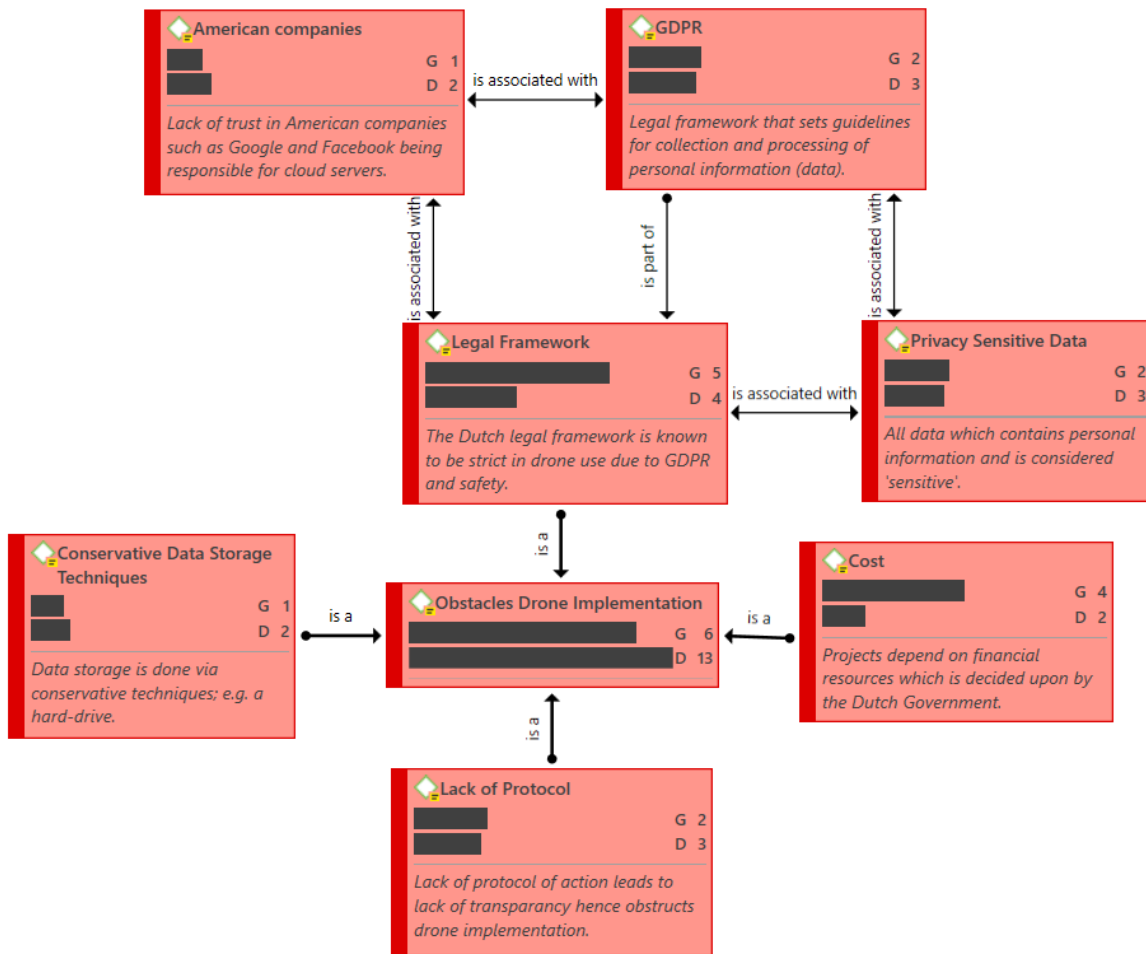 American companies
G 1
D 2
Lack of trust in American companies
such as Google and Facebook being
responsible for cloud servers.
is associated with
GDPR
G 2
D 3
Legal framework that sets guidelines
for collection and processing of
personal information (data).
is associated with
is part of
is associated with
Legal Framework
G 5
D 4
The Dutch legal framework is known
to be strict in drone use due to GDPR
and safety.
is associated with
Privacy Sensitive Data
G 2
D 3
All data which contains personal
information and is considered
'sensitive'.
is a
Conservative Data Storage
Techniques
G 1
D 2
Data storage is done via
conservative techniques; e.g. a
hard-drive.
is a
Obstacles Drone Implementation
G 6
D 13
is a
Cost
G 4
D 2
Projects depend on financial
resources which is decided upon by
the Dutch Government.
is a
Lack of Protocol
G 2
D 3
Lack of protocol of action leads to
lack of transparancy hence obstructs
drone implementation.